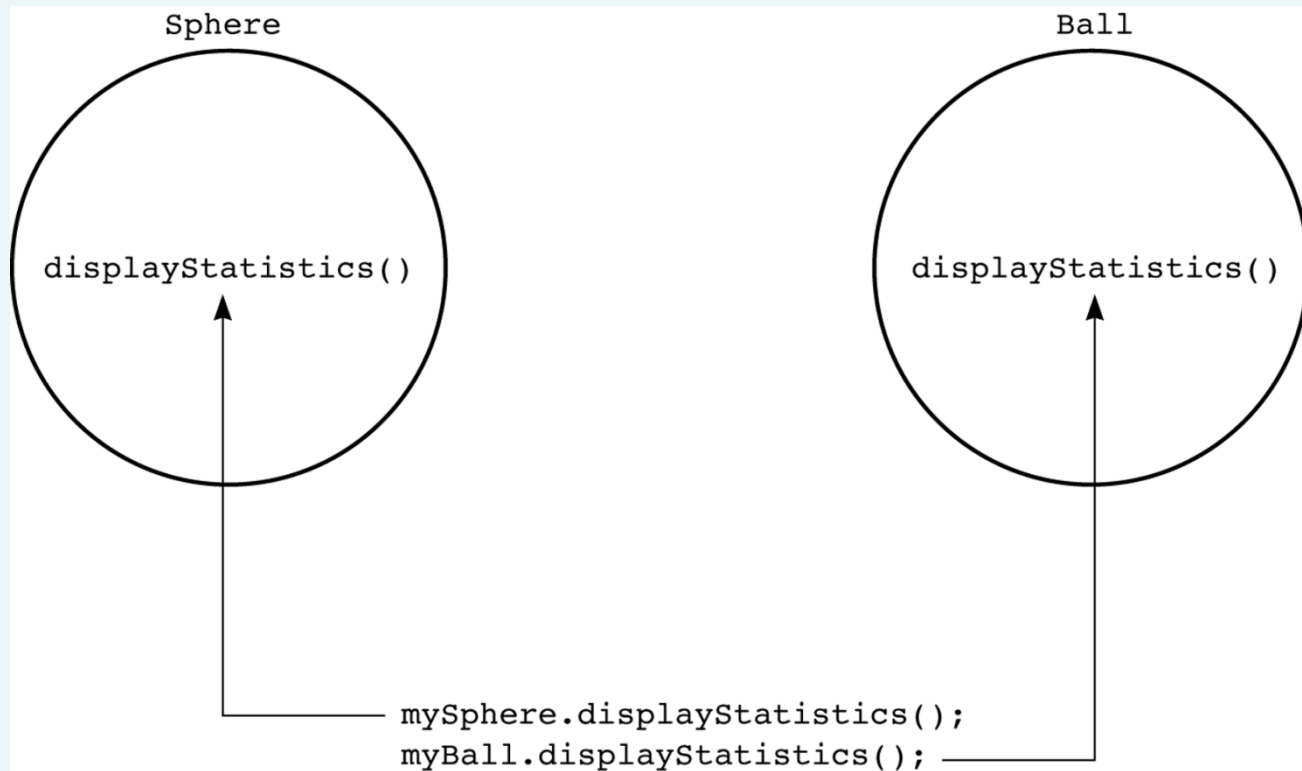 Sphere
Ball
displayStatistics()
displayStatistics()
mySphere.displayStatistics();
myBall.displayStatistics();